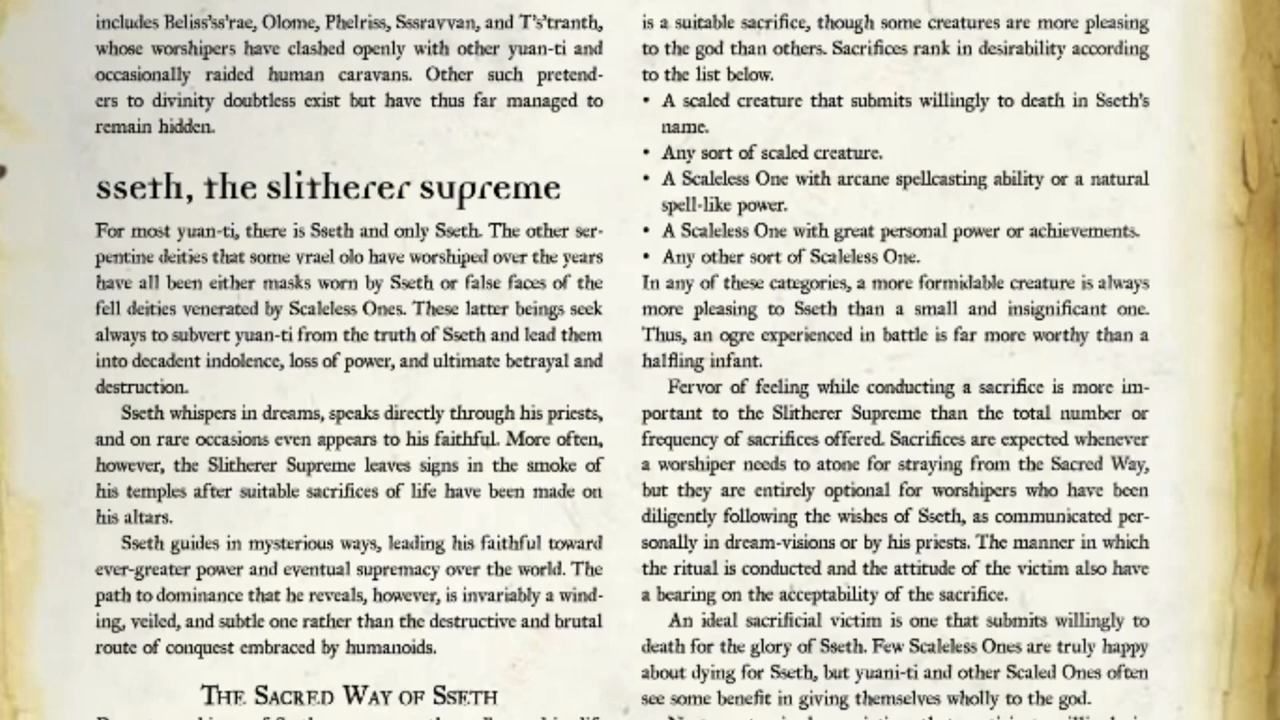 includes Beliss'ss'rae, Olome, Phelriss, Sssrayvan, and T's'tranth,
whose worshipers have clashed openly with other yuan-ti and
occasionally raided human caravans. Other such pretend-
ers to divinity doubtless exist but have thus far managed to
remain hidden.
sseth, the slitherer supreme
For most yuan-ti, there is Sseth and only Sseth. The other ser-
pentine deities that some vrael olo have worshiped over the years
have all been either masks worn by Sseth or false faces of the
fell deities venerated by Scaleless Ones. These latter beings seek
always to subvert yuan-ti from the truth of Sseth and lead them
into decadent indolence, loss of power, and ultimate betrayal and
destruction.
Sseth whispers in dreams, speaks directly through his priests,
and on rare occasions even appears to his faithful. More often,
however, the Slitherer Supreme leaves signs in the smoke of
his temples after suitable sacrifices of life have been made on
his altars.
Sseth guides in mysterious ways, leading his faithful toward
ever-greater power and eventual supremacy over the world. The
path to dominance that he reveals, however, is invariably a wind-
ing, veiled, and subtle one rather than the destructive and brutal
route of conquest embraced by humanoids.
The Sacred Way of Sseth
is a suitable sacrifice, though some creatures are more pleasing
to the god than others. Sacrifices rank in desirability according
to the list below.
• A scaled creature that submits willingly to death in Sseth's
name.
• Any sort of scaled creature.
• A Scaleless One with arcane spellcasting ability or a natural
spell-like power.
• A Scaleless One with great personal power or achievements.
• Any other sort of Scaleless One.
In any of these categories, a more formidable creature is always
more pleasing to Sseth than a small and insignificant one.
Thus, an ogre experienced in battle is far more worthy than a
halfling infant.
Fervor of feeling while conducting a sacrifice is more im-
portant to the Slitherer Supreme than the total number or
frequency of sacrifices offered. Sacrifices are expected whenever
a worshiper needs to atone for straying from the Sacred Way,
but they are entirely optional for worshipers who have been
diligently following the wishes of Sseth, as communicated per-
sonally in dream-visions or by his priests. The manner in which
the ritual is conducted and the attitude of the victim also have
a bearing on the acceptability of the sacrifice.
An ideal sacrificial victim is one that submits willingly to
death for the glory of Sseth. Few Scaleless Ones are truly happy
about dying for Sseth, but yuani-ti and other Scaled Ones often
see some benefit in giving themselves wholly to the god.